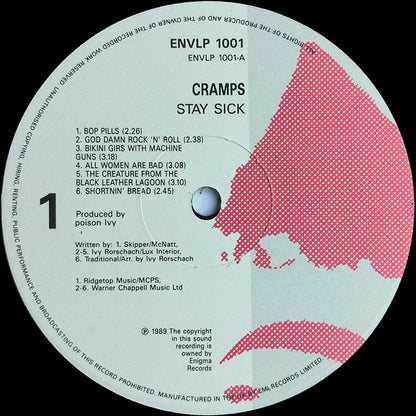 ENVLP 1001
ENVLP 1001-A
CRAMPS
STAY SICK
1. BOP PILLS (2.26)
2. GOD DAMN ROCK 'N' ROLL (2.38)
3. BIKINI GIRS WITH MACHINE
GUNS (3.18)
4. ALL WOMEN ARE BAD (3.08)
5. THE CREATURE FROM THE
BLACK LEATHER LAGOON (3.10)
6. SHORTNIN' BREAD (2.45)
1
Produced by
poison Ivy
Written by: 1. Skipper/McNatt,
2-5, Ivy Rorschach/Lux Interior,
6. Traditional/Arr. by Ivy Rorschach
1. Ridgetop Music/MCPS,
2-6. Warner Chappell Music Ltd
℗ 1989 The copyright
in this sound
recording is
owned by
Enigma
Records
ALL RIGHTS OF THE PRODUCER AND OF THE OWNER OF THE RECORDED WORK RESERVED. UNAUTHORISED COPYING, HIRING, RENTING, PUBLIC PERFORMANCE AND BROADCASTING OF THIS RECORD PROHIBITED. MANUFACTURED IN THE UK BY EMI RECORDS LIMITED.